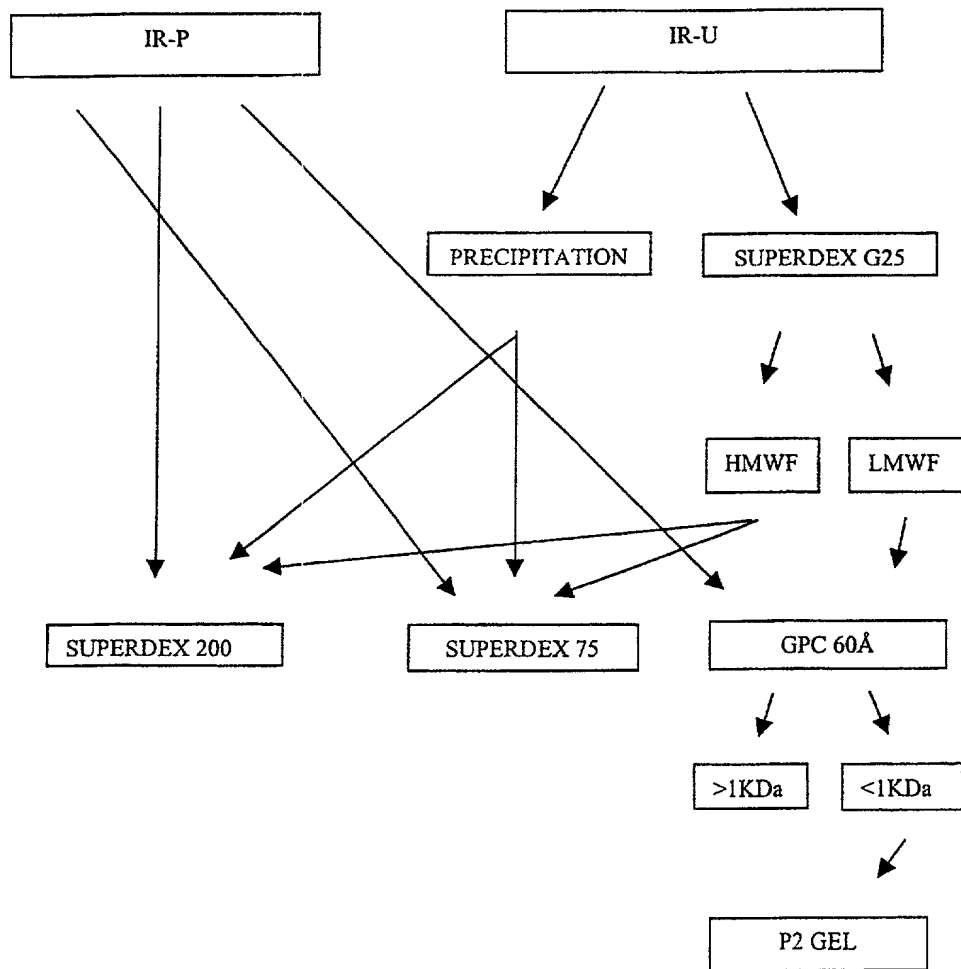 IR-P
IR-U
PRECIPITATION
SUPERDEX G25
HMWF
LMWF
SUPERDEX 200
SUPERDEX 75
GPC 60Å
>1KDa
<1KDa
P2 GEL